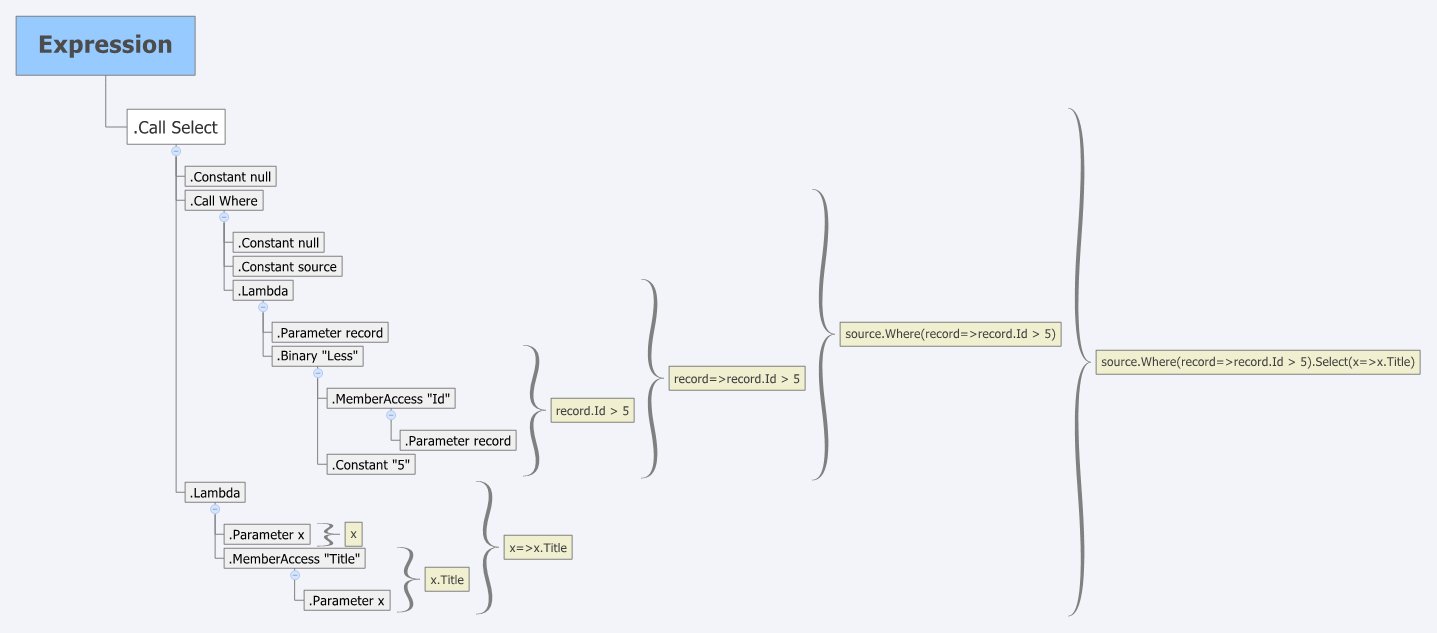 Expression
.Call Select
.Constant null
.Call Where
.Constant null
.Constant source
.Lambda
.Parameter record
.Binary "Less"
.MemberAccess "Id"
.Parameter record
.Constant "5"
record.Id > 5
record=>record.Id > 5
source.Where(record=>record.Id > 5)
source.Where(record=>record.Id > 5).Select(x=>x.Title)
.Lambda
.Parameter x
x
.MemberAccess "Title"
.Parameter x
x.Title
x=>x.Title